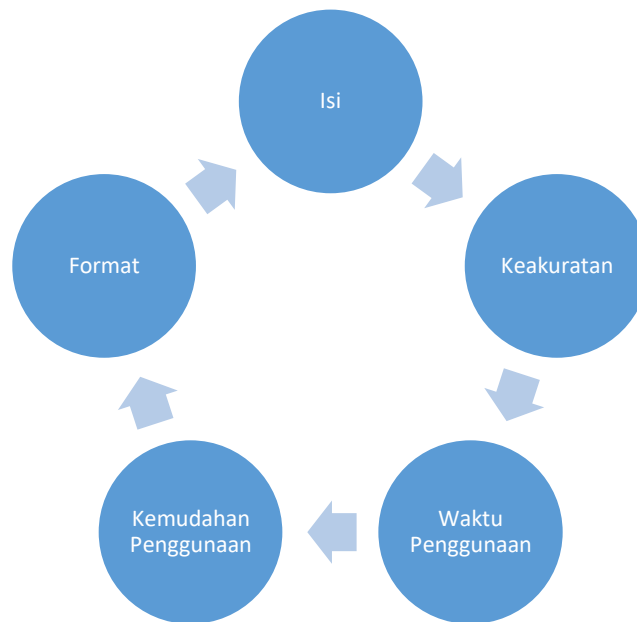 Isi
Keakuratan
Waktu
Penggunaan
Kemudahan
Penggunaan
Format